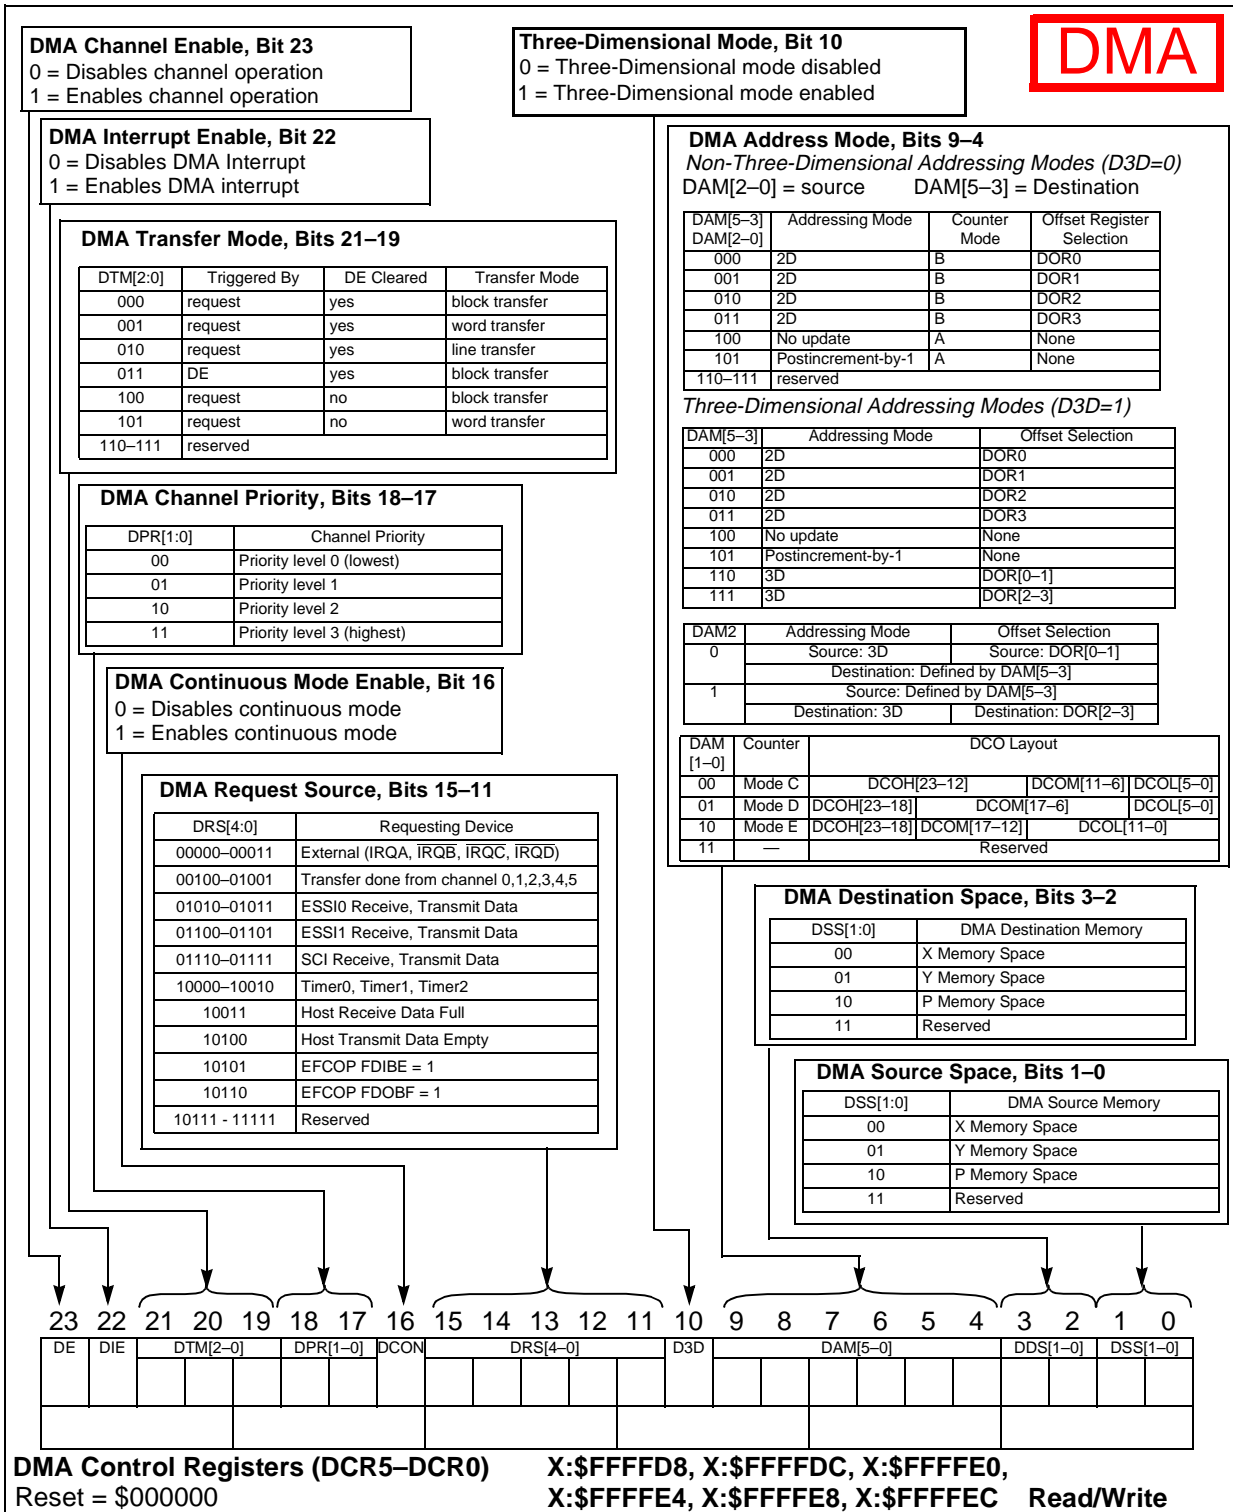 DMA
DMA Channel Enable, Bit 23
0 = Disables channel operation
1 = Enables channel operation
Three-Dimensional Mode, Bit 10
0 = Three-Dimensional mode disabled
1 = Three-Dimensional mode enabled
DMA Interrupt Enable, Bit 22
0 = Disables DMA Interrupt
1 = Enables DMA interrupt
DMA Transfer Mode, Bits 21–19
DTM[2:0] Triggered By DE Cleared Transfer Mode
000 request yes block transfer
001 request yes word transfer
010 request yes line transfer
011 DE yes block transfer
100 request no block transfer
101 request no word transfer
110–111 reserved
DMA Channel Priority, Bits 18–17
DPR[1:0] Channel Priority
00 Priority level 0 (lowest)
01 Priority level 1
10 Priority level 2
11 Priority level 3 (highest)
DMA Continuous Mode Enable, Bit 16
0 = Disables continuous mode
1 = Enables continuous mode
DMA Request Source, Bits 15–11
DRS[4:0] Requesting Device
00000–00011 External (IRQA, IRQB, IRQC, IRQD)
00100–01001 Transfer done from channel 0,1,2,3,4,5
01010–01011 ESSI0 Receive, Transmit Data
01100–01101 ESSI1 Receive, Transmit Data
01110–01111 SCI Receive, Transmit Data
10000–10010 Timer0, Timer1, Timer2
10011 Host Receive Data Full
10100 Host Transmit Data Empty
10101 EFCOP FDIBE = 1
10110 EFCOP FDOBF = 1
10111 - 11111 Reserved
DMA Address Mode, Bits 9–4
Non-Three-Dimensional Addressing Modes (D3D=0)
DAM[2–0] = source DAM[5–3] = Destination
DAM[5–3] Addressing Mode Counter Offset Register
DAM[2–0] Mode Selection
000 2D B DOR0
001 2D B DOR1
010 2D B DOR2
011 2D B DOR3
100 No update A None
101 Postincrement-by-1 A None
110–111 reserved
Three-Dimensional Addressing Modes (D3D=1)
DAM[5–3] Addressing Mode Offset Selection
000 2D DOR0
001 2D DOR1
010 2D DOR2
011 2D DOR3
100 No update None
101 Postincrement-by-1 None
110 3D DOR[0–1]
111 3D DOR[2–3]
DAM2 Addressing Mode Offset Selection
0 Source: 3D Source: DOR[0–1]
Destination: Defined by DAM[5–3]
1 Source: Defined by DAM[5–3]
Destination: 3D Destination: DOR[2–3]
DAM Counter DCO Layout
[1–0]
00 Mode C DCOH[23–12] DCOM[11–6] DCOL[5–0]
01 Mode D DCOH[23–18] DCOM[17–6] DCOL[5–0]
10 Mode E DCOH[23–18] DCOM[17–12] DCOL[11–0]
11 — Reserved
DMA Destination Space, Bits 3–2
DSS[1:0] DMA Destination Memory
00 X Memory Space
01 Y Memory Space
10 P Memory Space
11 Reserved
DMA Source Space, Bits 1–0
DSS[1:0] DMA Source Memory
00 X Memory Space
01 Y Memory Space
10 P Memory Space
11 Reserved
23 22 21 20 19 18 17 16 15 14 13 12 11 10 9 8 7 6 5 4 3 2 1 0
DE DIE DTM[2–0] DPR[1–0] DCON DRS[4–0] D3D DAM[5–0] DDS[1–0] DSS[1–0]
DMA Control Registers (DCR5–DCR0) X:$FFFFD8, X:$FFFFDC, X:$FFFFE0,
Reset = $000000 X:$FFFFE4, X:$FFFFE8, X:$FFFFEC Read/Write